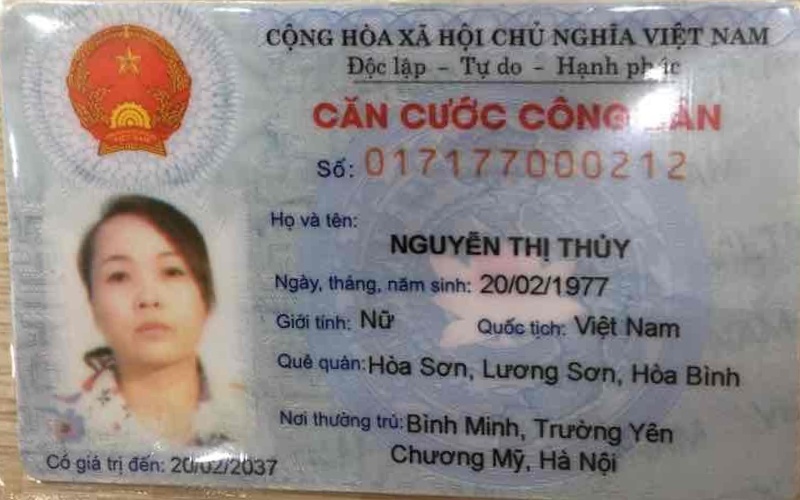 CỘNG HÒA XÃ HỘI CHỦ NGHĨA VIỆT NAM
Độc lập - Tự do - Hạnh phúc
CĂN CƯỚC CÔNG DÂN
Số: 017177000212
Họ và tên:
NGUYỄN THỊ THỦY
Ngày, tháng, năm sinh: 20/02/1977
Giới tính: Nữ Quốc tịch: Việt Nam
Quê quán: Hòa Sơn, Lương Sơn, Hòa Bình
Nơi thường trú: Bình Minh, Trường Yên
Chương Mỹ, Hà Nội
Có giá trị đến: 20/02/2037